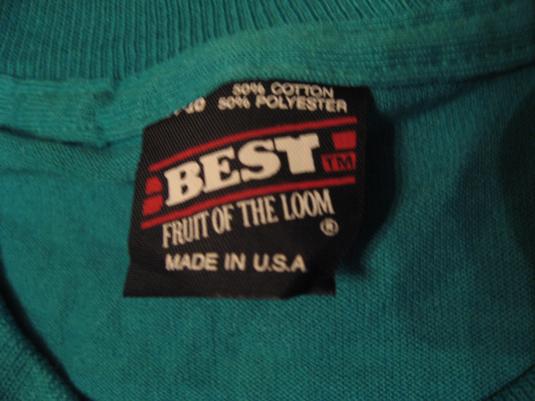 50% COTTON
50% POLYESTER
BEST TM
FRUIT OF THE LOOM
®
MADE IN U.S.A